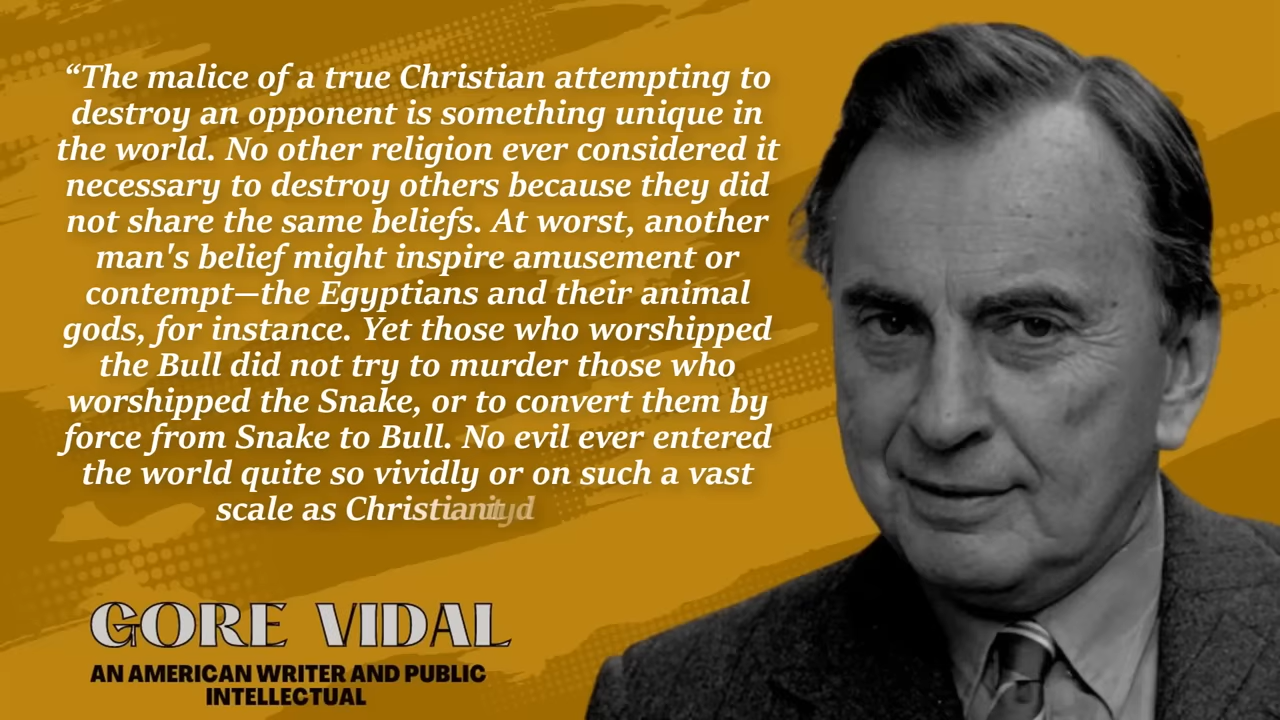 “The malice of a true Christian attempting to
destroy an opponent is something unique in
the world. No other religion ever considered it
necessary to destroy others because they did
not share the same beliefs. At worst, another
man's belief might inspire amusement or
contempt—the Egyptians and their animal
gods, for instance. Yet those who worshipped
the Bull did not try to murder those who
worshipped the Snake, or to convert them by
force from Snake to Bull. No evil ever entered
the world quite so vividly or on such a vast
scale as
GORE VIDAL
AN AMERICAN WRITER AND PUBLIC
INTELLECTUAL